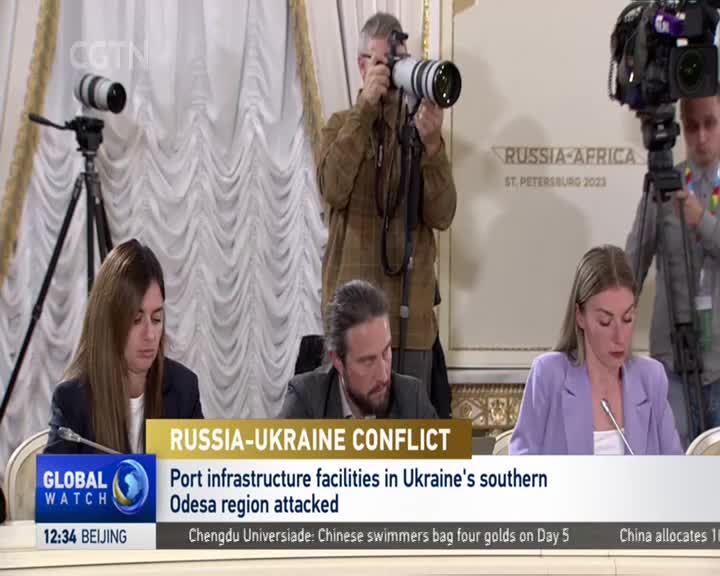 CGTN
RUSSIA-AFRICA
ST. PETERSBURG 2023
RUSSIA-UKRAINE CONFLICT
GLOBAL
WATCH
Port infrastructure facilities in Ukraine's southern
Odesa region attacked
12:34 BEIJING
Chengdu Universiade: Chinese swimmers bag four golds on Day 5
China allocates